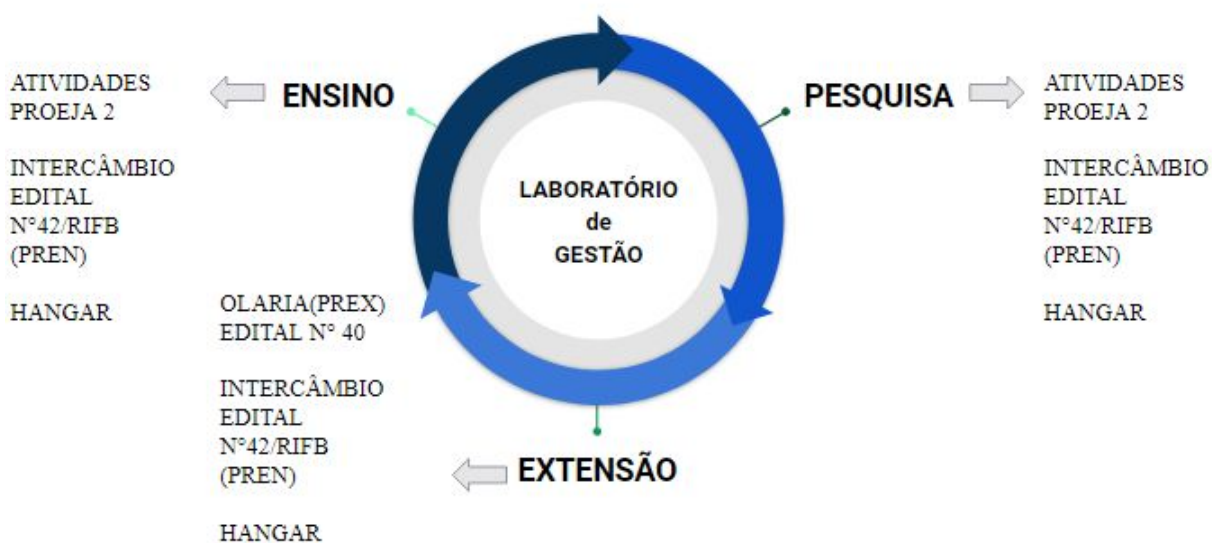 ENSINO
ATIVIDADES
PROEJA 2
INTERCÂMBIO
EDITAL
N°42/RIFB
(PREN)
HANGAR
LABORATÓRIO
de
GESTÃO
PESQUISA
ATIVIDADES
PROEJA 2
INTERCÂMBIO
EDITAL
N°42/RIFB
(PREN)
HANGAR
EXTENSÃO
OLARIA(PREX)
EDITAL N° 40
INTERCÂMBIO
EDITAL
N°42/RIFB
(PREN)
HANGAR